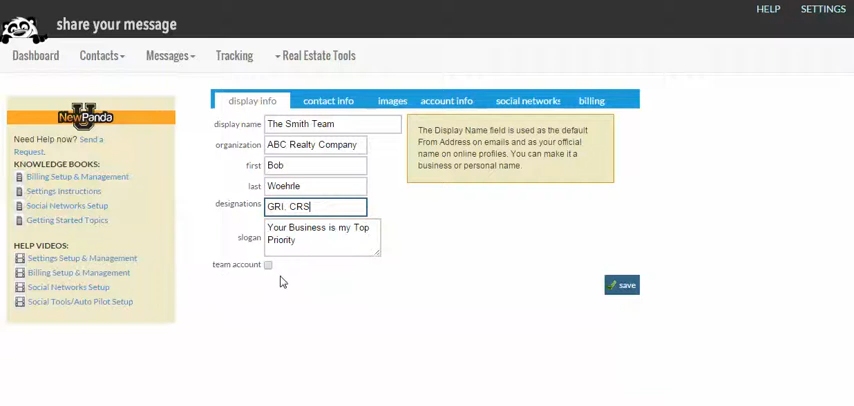 HELP SETTINGS
share your message
Dashboard Contacts Messages Tracking Real Estate Tools
NewPanda
U
Need Help now? Send a
Request.
KNOWLEDGE BOOKS:
Billing Setup & Management
Settings Instructions
Social Networks Setup
Getting Started Topics
HELP VIDEOS:
Settings Setup & Management
Billing Setup & Management
Social Networks Setup
Social Tools/Auto Pilot Setup
display info contact info images account info social networks billing
display name The Smith Team
organization ABC Realty Company
first Bob
last Woehrle
designations GRI. CRS
slogan Your Business is my Top
Priority
team account
The Display Name field is used as the default
From Address on emails and as your official
name on online profiles. You can make it a
business or personal name.
save